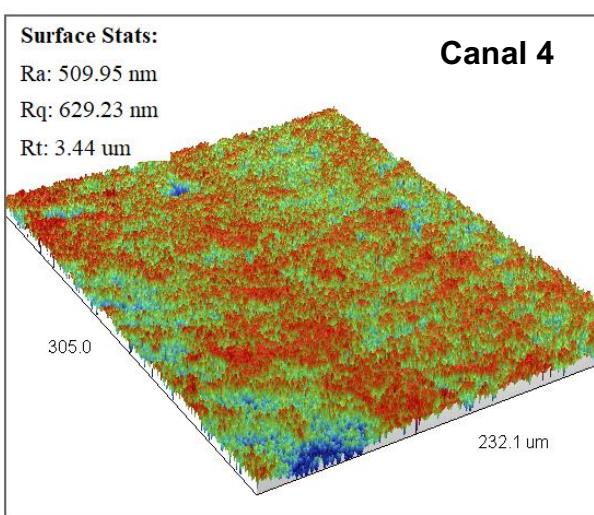 Surface Stats:
Canal 4
Ra: 509.95 nm
Rq: 629.23 nm
Rt: 3.44 um
305.0
232.1 um